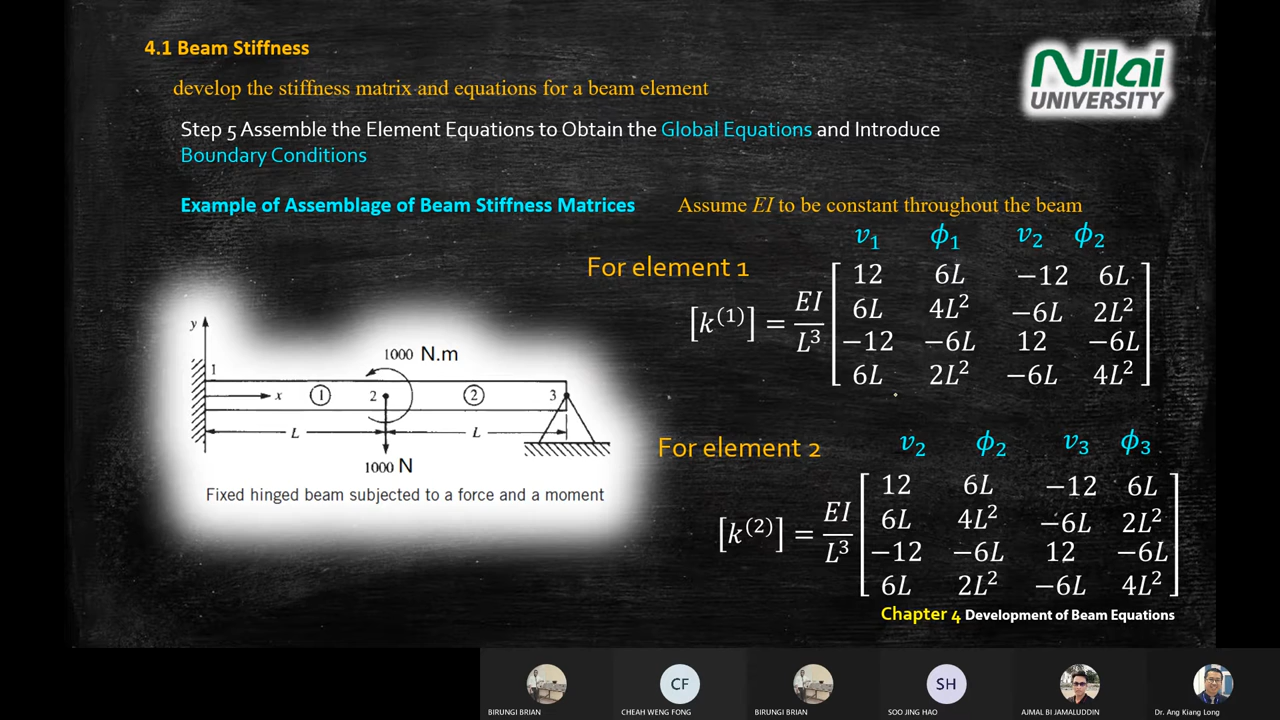 4.1 Beam Stiffness
Nilai
UNIVERSITY
develop the stiffness matrix and equations for a beam element
Step 5 Assemble the Element Equations to Obtain the Global Equations and Introduce
Boundary Conditions
Example of Assemblage of Beam Stiffness Matrices
Assume EI to be constant throughout the beam
For element 1
v₁ ϕ₁ v₂ ϕ₂
[k⁽¹⁾] = EI/L³
12 6L −12 6L
6L 4L² −6L 2L²
−12 −6L 12 −6L
6L 2L² −6L 4L²
y
1
1000 N.m
x
① 2 ② 3
L L
1000 N
Fixed hinged beam subjected to a force and a moment
For element 2
v₂ ϕ₂ v₃ ϕ₃
[k⁽²⁾] = EI/L³
12 6L −12 6L
6L 4L² −6L 2L²
−12 −6L 12 −6L
6L 2L² −6L 4L²
Chapter 4 Development of Beam Equations
CF SH
BIRUNGI BRIAN CHEAH WENG FONG BIRUNGI BRIAN SOO JING HAO AJMAL BI JAMALUDDIN Dr. Ang Kiang Long